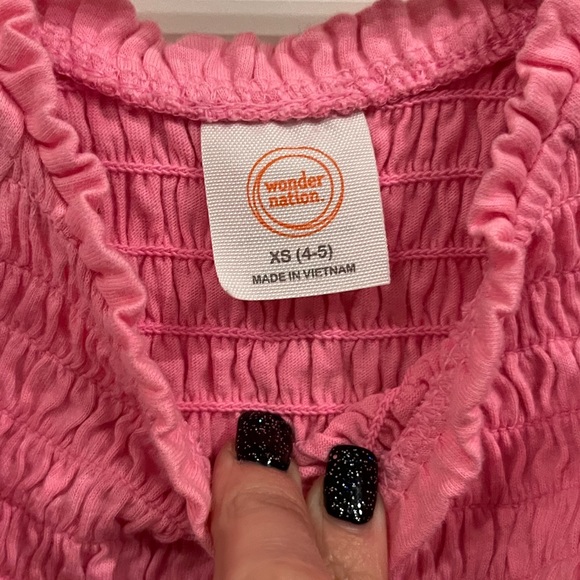 wonder
nation.
XS (4-5)
MADE IN VIETNAM